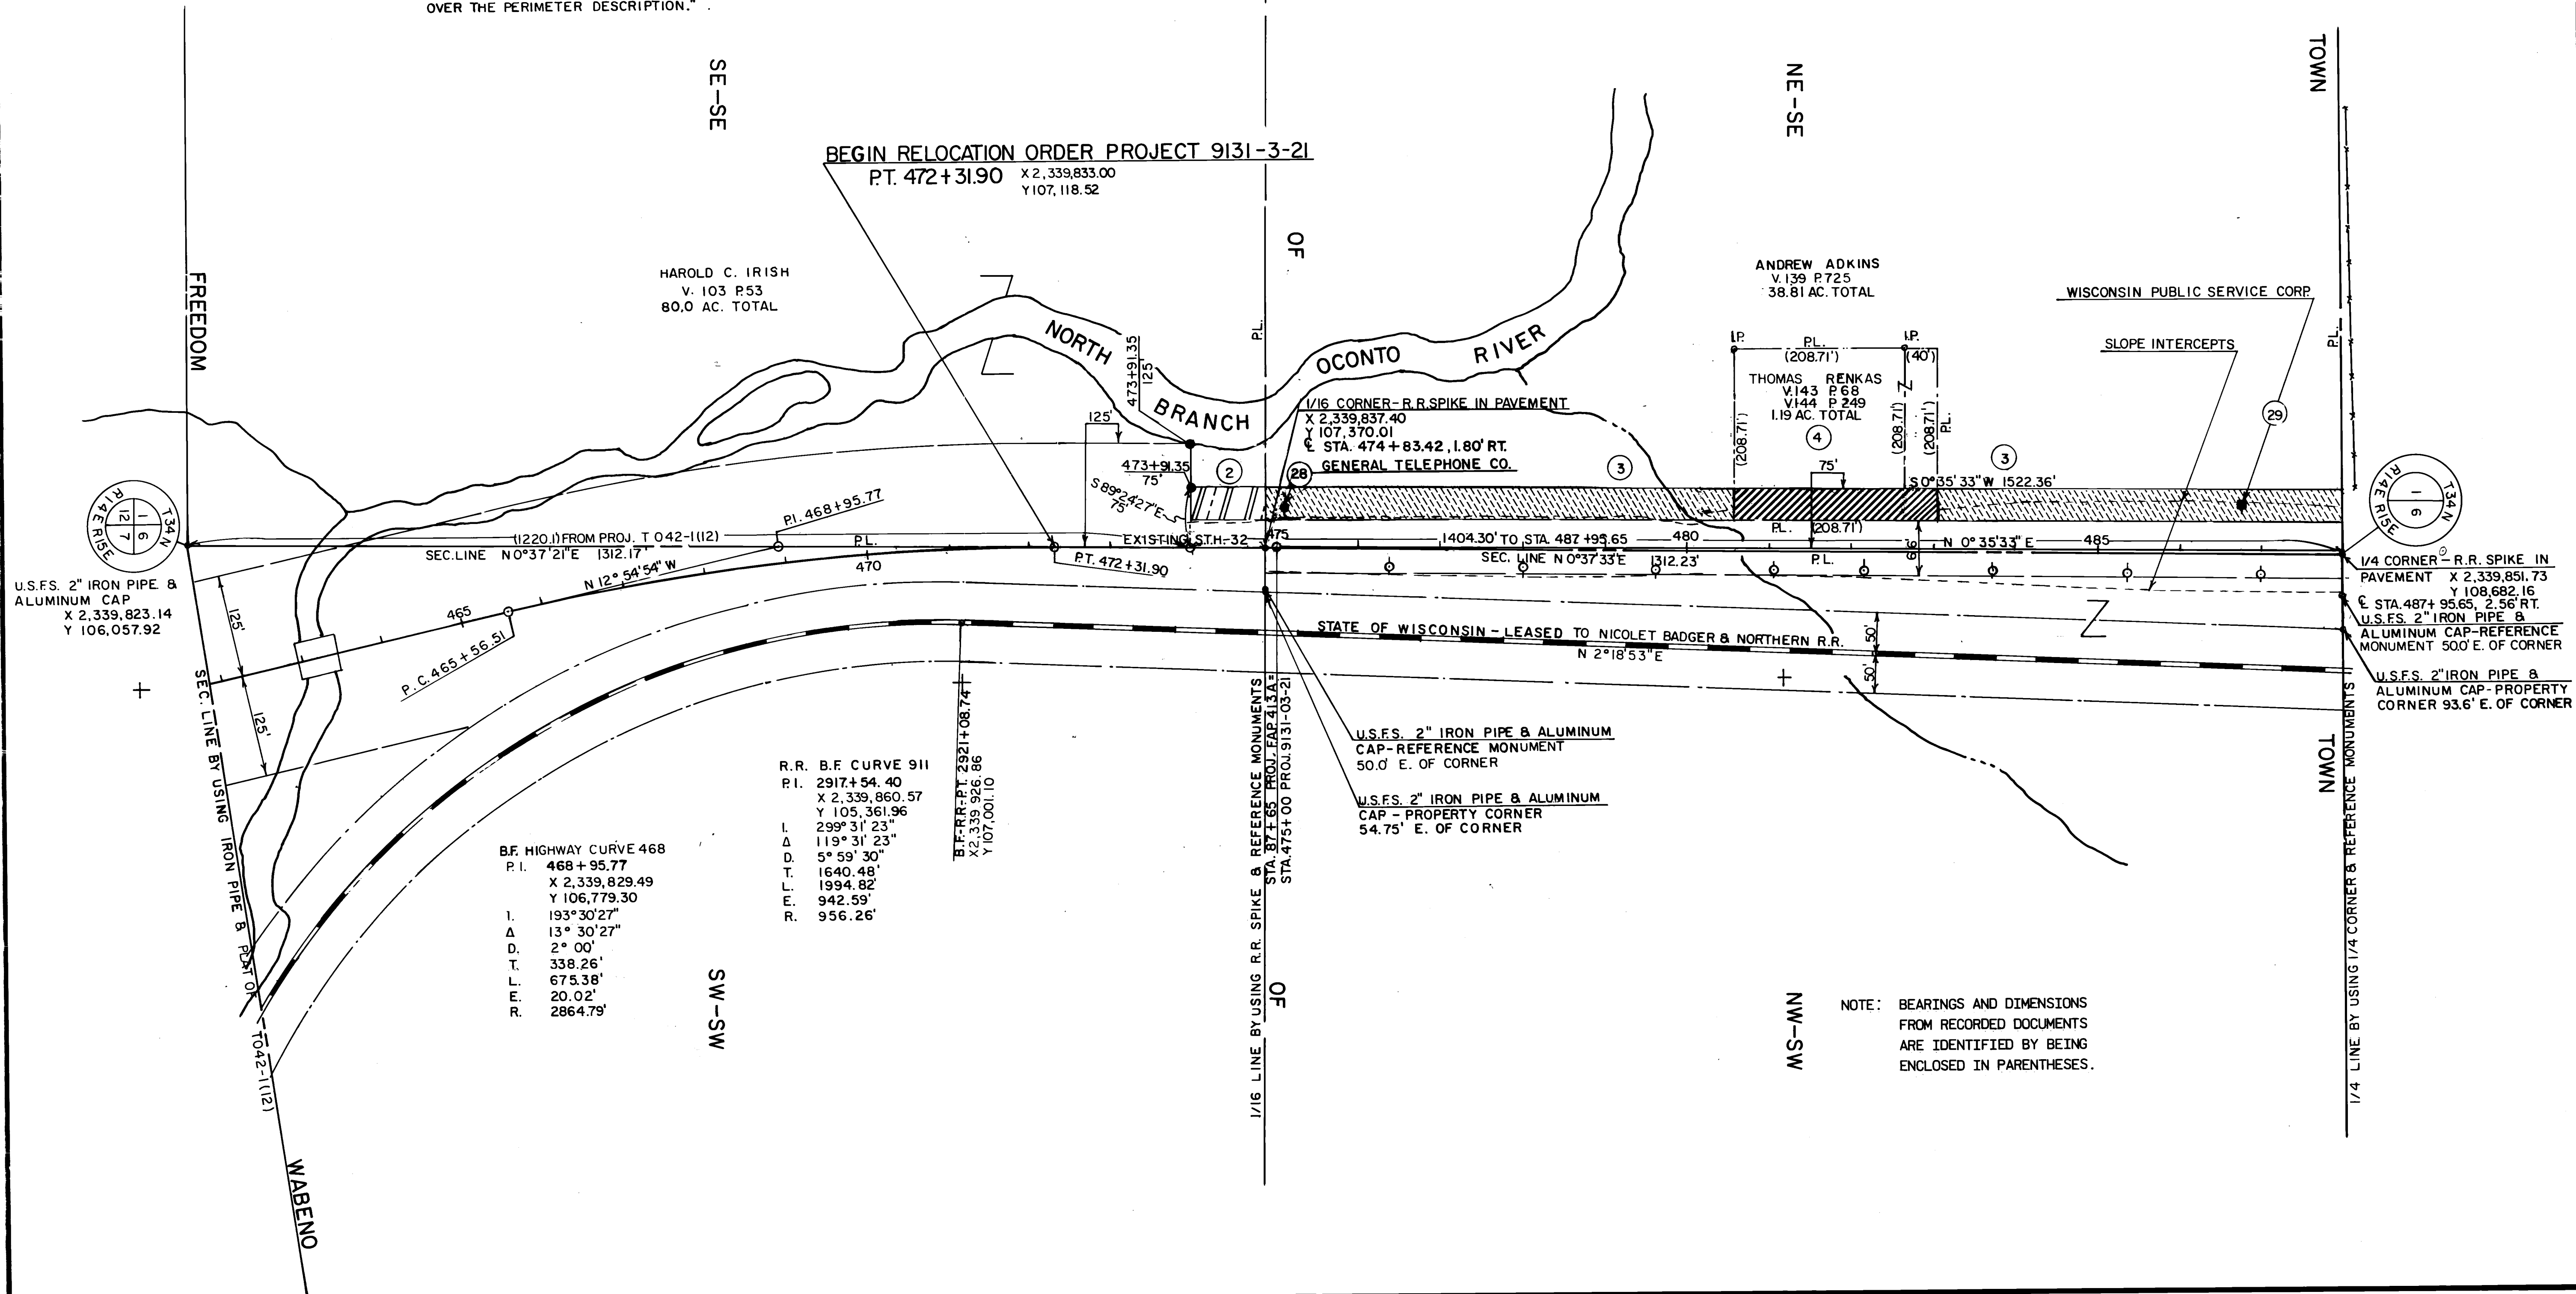 OVER THE PERIMETER DESCRIPTION."
SE-SE
NE-SE
TOWN
BEGIN RELOCATION ORDER PROJECT 9131-3-21
P.T. 472+31.90
X 2,339,833.00
Y 107,118.52
FREEDOM
HAROLD C. IRISH
V. 103 P.53
80.0 AC. TOTAL
OF
P.L.
ANDREW ADKINS
V.139 P.725
38.81 AC. TOTAL
WISCONSIN PUBLIC SERVICE CORP.
SLOPE INTERCEPTS
P.L.
29
NORTH
BRANCH
OCONTO
RIVER
473+91.35
125'
125'
I.P.
P.L.
(208.71')
I.P.
(40')
THOMAS RENKAS
V.143 P.68
V.144 P.249
1.19 AC. TOTAL
4
(208.71')
(208.71')
(208.71')
P.L.
75'
1/16 CORNER-R.R.SPIKE IN PAVEMENT
X 2,339,837.40
Y 107,370.01
℄ STA. 474+83.42, 1.80' RT.
GENERAL TELEPHONE CO.
28
473+91.35
75'
2
S 89°24'27"E
75'
3
3
S 0°35'33"W 1522.36'
T34N
R14E R15E
1 6
12 7
T34N
R14E R15E
1 6
P.I. 468+95.77
(1220.1) FROM PROJ. T 042-1(12)
P.L.
SEC.LINE N 0°37'21"E 1312.17'
EXISTING S.T.H.-32
475
1404.30' TO STA. 487+95.65
480
P.L.
(208.71')
N 0°35'33"E
485
SEC. LINE N 0°37'33"E 1312.23'
P.L.
66'
P.T. 472+31.90
470
N 12°54'54"W
465
P.C. 465+56.51
U.S.F.S. 2" IRON PIPE &
ALUMINUM CAP
X 2,339,823.14
Y 106,057.92
125'
125'
1/4 CORNER-R.R. SPIKE IN
PAVEMENT X 2,339,851.73
Y 108,682.16
℄ STA.487+95.65, 2.56' RT.
U.S.F.S. 2" IRON PIPE &
ALUMINUM CAP-REFERENCE
MONUMENT 50.0' E. OF CORNER
U.S.F.S. 2" IRON PIPE &
ALUMINUM CAP-PROPERTY
CORNER 93.6' E. OF CORNER
STATE OF WISCONSIN-LEASED TO NICOLET BADGER & NORTHERN R.R.
N 2°18'53"E
50'
50'
SEC. LINE BY USING IRON PIPE & PLAT OF T042-1(12)
B.F.-R.R.-P.T. 2921+08.74
X 2,339 926.86
Y 107,001.10
1/16 LINE BY USING R.R. SPIKE & REFERENCE MONUMENTS
STA. 87+65 PROJ. FAP 413A=
STA.475+00 PROJ.9131-03-21
U.S.F.S. 2" IRON PIPE & ALUMINUM
CAP-REFERENCE MONUMENT
50.0' E. OF CORNER
U.S.F.S. 2" IRON PIPE & ALUMINUM
CAP - PROPERTY CORNER
54.75' E. OF CORNER
R.R. B.F. CURVE 911
P.I. 2917+54.40
X 2,339,860.57
Y 105,361.96
I. 299°31'23"
Δ 119°31'23"
D. 5°59'30"
T. 1640.48'
L. 1994.82'
E. 942.59'
R. 956.26'
B.F. HIGHWAY CURVE 468
P.I. 468+95.77
X 2,339,829.49
Y 106,779.30
I. 193°30'27"
Δ 13°30'27"
D. 2°00'
T. 338.26'
L. 675.38'
E. 20.02'
R. 2864.79'
SW-SW
OF
NW-SW
TOWN
1/4 LINE BY USING 1/4 CORNER & REFERENCE MONUMENTS
NOTE: BEARINGS AND DIMENSIONS
FROM RECORDED DOCUMENTS
ARE IDENTIFIED BY BEING
ENCLOSED IN PARENTHESES.
WABENO